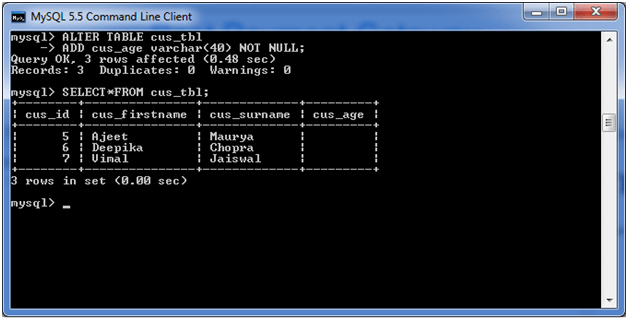 MySQL 5.5 Command Line Client
mysql> ALTER TABLE cus_tbl
    -> ADD cus_age varchar(40) NOT NULL;
Query OK, 3 rows affected (0.48 sec)
Records: 3  Duplicates: 0  Warnings: 0

mysql> SELECT*FROM cus_tbl;
+--------+---------------+-------------+---------+
| cus_id | cus_firstname | cus_surname | cus_age |
+--------+---------------+-------------+---------+
|      5 | Ajeet         | Maurya      |         |
|      6 | Deepika       | Chopra      |         |
|      7 | Vimal         | Jaiswal     |         |
+--------+---------------+-------------+---------+
3 rows in set (0.00 sec)

mysql> _